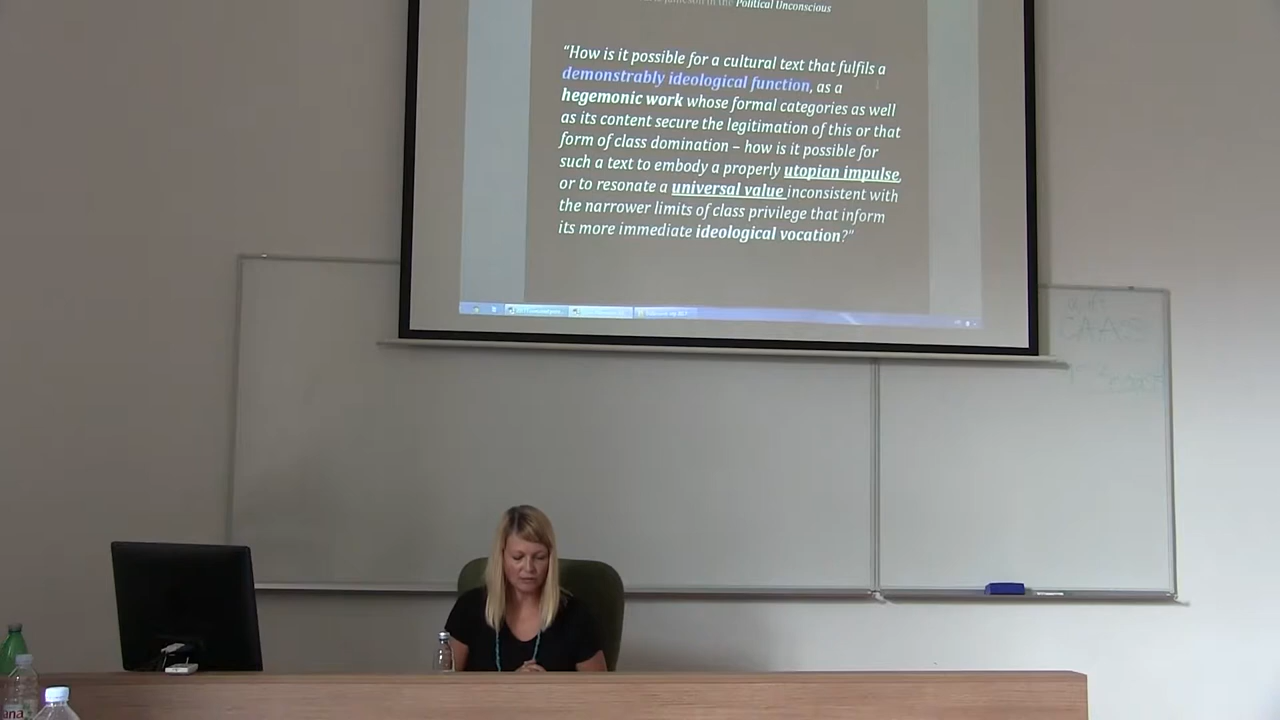 in the Political Unconscious
“How is it possible for a cultural text that fulfils a
demonstrably ideological function, as a
hegemonic work whose formal categories as well
as its content secure the legitimation of this or that
form of class domination – how is it possible for
such a text to embody a properly utopian impulse,
or to resonate a universal value inconsistent with
the narrower limits of class privilege that inform
its more immediate ideological vocation?”
CAAS